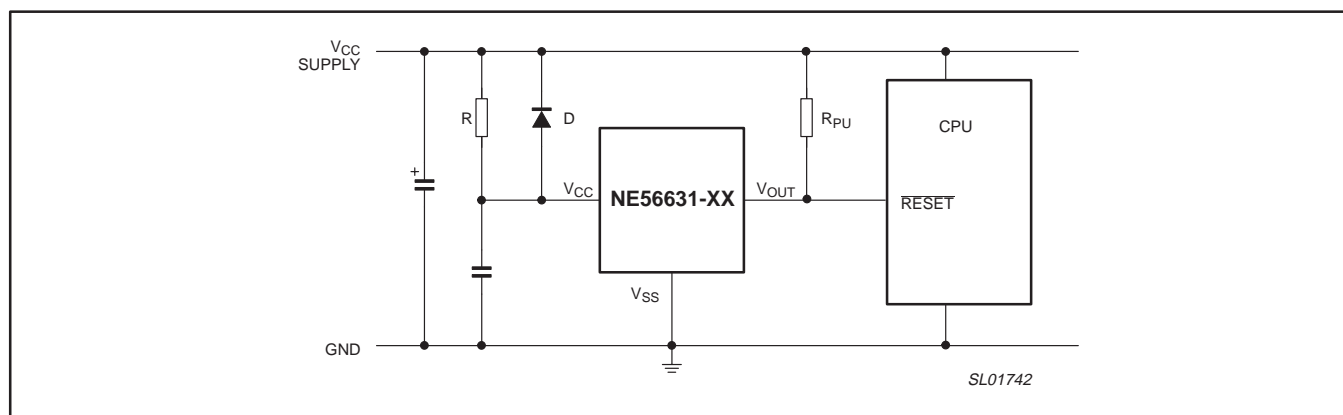 VCC
SUPPLY
R
D
RPU
CPU
VCC
NE56631-XX
VOUT
RESET
+
VSS
GND
SL01742